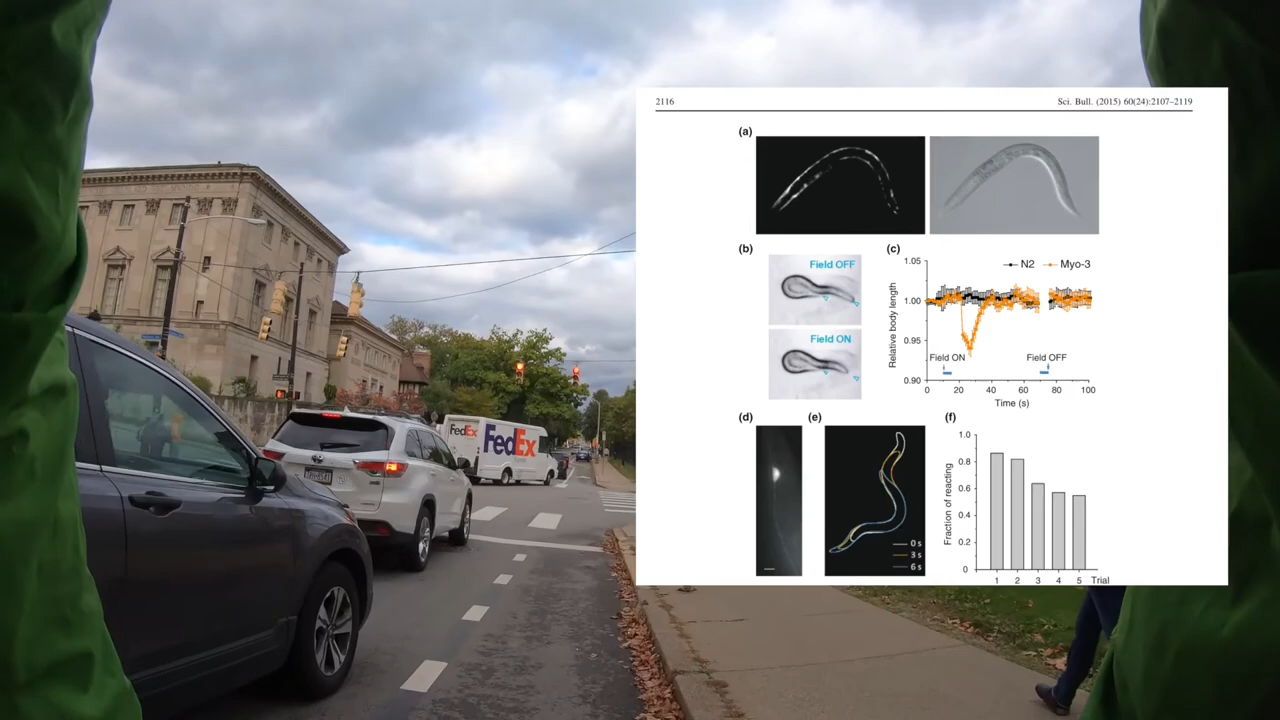 FedEx
FedEx
2116
Sci. Bull. (2015) 60(24):2107–2119
(a)
(b)
Field OFF
Field ON
(c)
N2
Myo-3
Relative body length
1.05
1.00
0.95
0.90
Field ON
Field OFF
0 20 40 60 80 100
Time (s)
(d)
(e)
0 s
3 s
6 s
(f)
Fraction of reacting
1.0
0.8
0.6
0.4
0.2
0
1 2 3 4 5 Trial